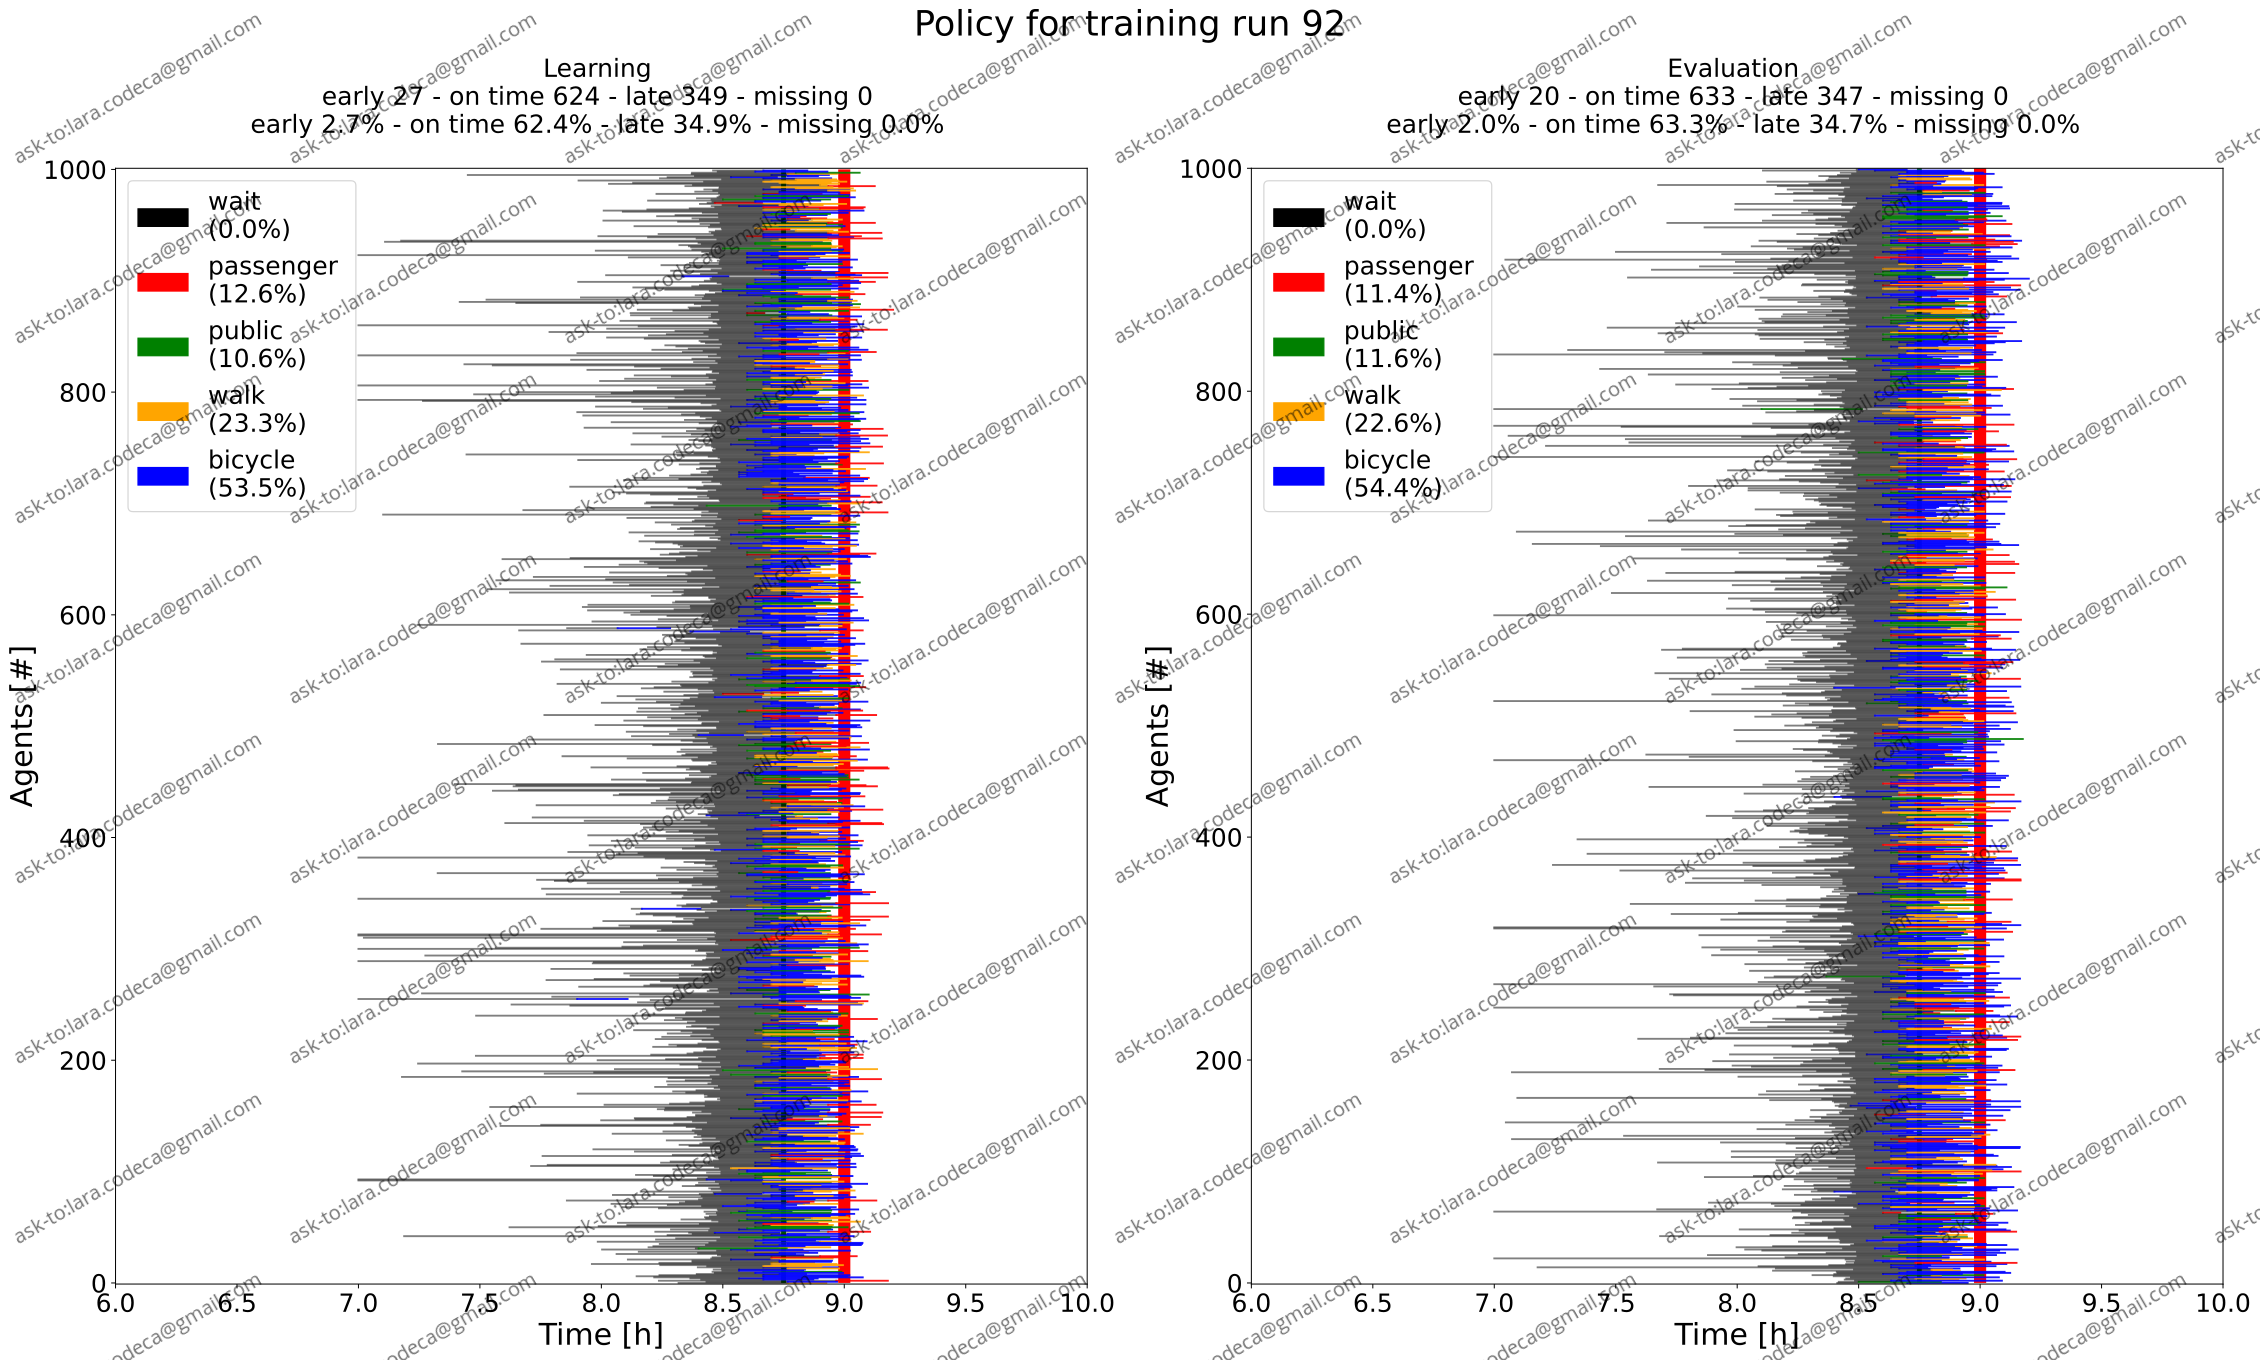 Policy for training run 92
Learning
early 27 - on time 624 - late 349 - missing 0
early 2.7% - on time 62.4% - late 34.9% - missing 0.0%
1000
800
600
400
200
0
Agents [#]
wait
(0.0%)
passenger
(12.6%)
public
(10.6%)
walk
(23.3%)
bicycle
(53.5%)
6.0 6.5 7.0 7.5 8.0 8.5 9.0 9.5 10.0
Time [h]
Evaluation
early 20 - on time 633 - late 347 - missing 0
early 2.0% - on time 63.3% - late 34.7% - missing 0.0%
1000
800
600
400
200
0
Agents [#]
wait
(0.0%)
passenger
(11.4%)
public
(11.6%)
walk
(22.6%)
bicycle
(54.4%)
6.0 6.5 7.0 7.5 8.0 8.5 9.0 9.5 10.0
Time [h]
ask-to:lara.codeca@gmail.com